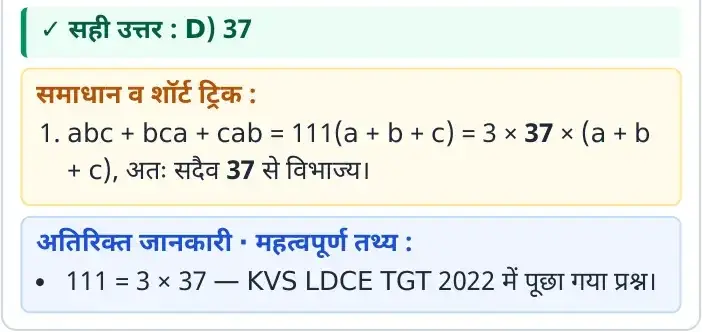 ✓ सही उत्तर : D) 37
समाधान व शॉर्ट ट्रिक :
1. abc + bca + cab = 111(a + b + c) = 3 × 37 × (a + b
+ c), अतः सदैव 37 से विभाज्य।
अतिरिक्त जानकारी · महत्वपूर्ण तथ्य :
• 111 = 3 × 37 — KVS LDCE TGT 2022 में पूछा गया प्रश्न।